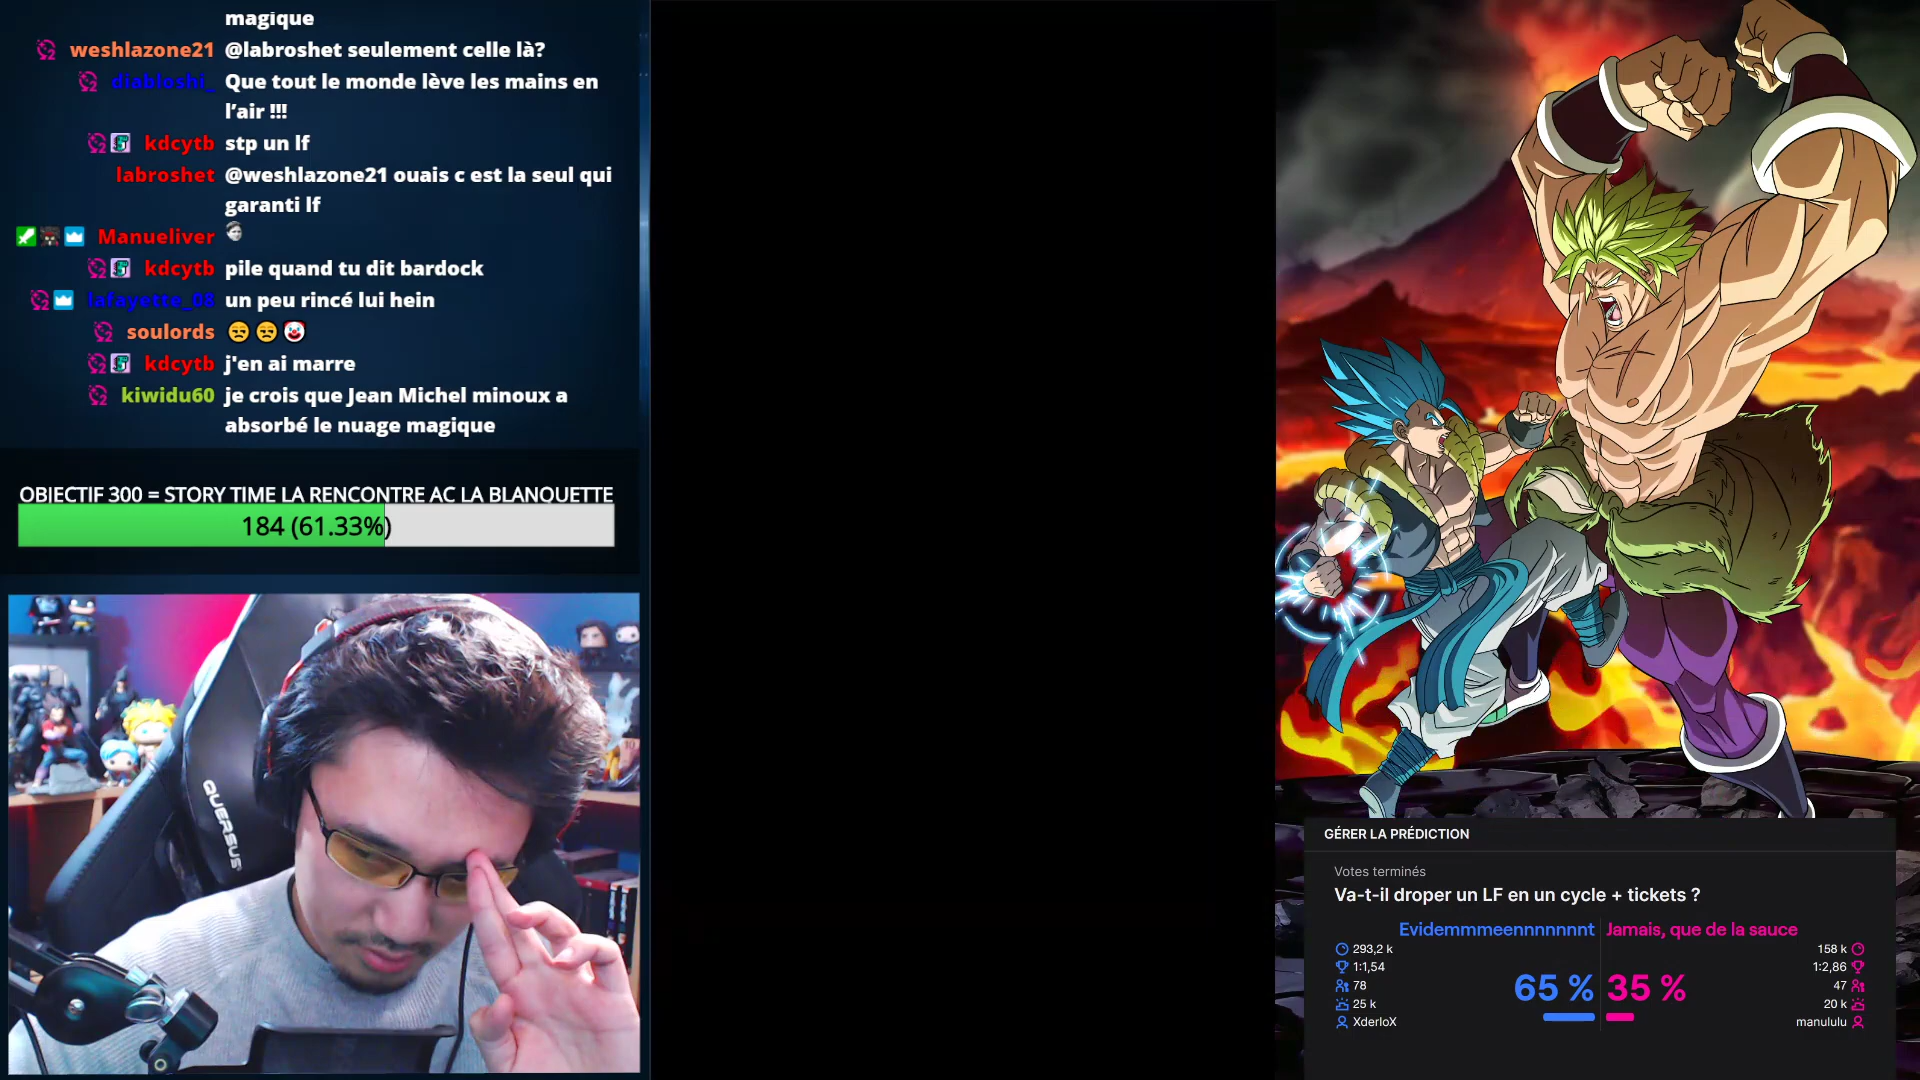 magique
weshlazone21 @labroshet seulement celle là?
diabloshi_ Que tout le monde lève les mains en
l’air !!!
kdcytb stp un lf
labroshet @weshlazone21 ouais c est la seul qui
garanti lf
Manueliver
kdcytb pile quand tu dit bardock
lafayette_08 un peu rincé lui hein
soulords 😒 😒 🤡
kdcytb j'en ai marre
kiwidu60 je crois que Jean Michel minoux a
absorbé le nuage magique
OBJECTIF 300 = STORY TIME LA RENCONTRE AC LA BLANQUETTE
184 (61.33%)
QUERSUS
GÉRER LA PRÉDICTION
Votes terminés
Va-t-il droper un LF en un cycle + tickets ?
Evidemmmeennnnnnnt Jamais, que de la sauce
293,2 k 158 k
1:1,54 1:2,86
78 65 % 35 % 47
25 k 20 k
XderloX manululu